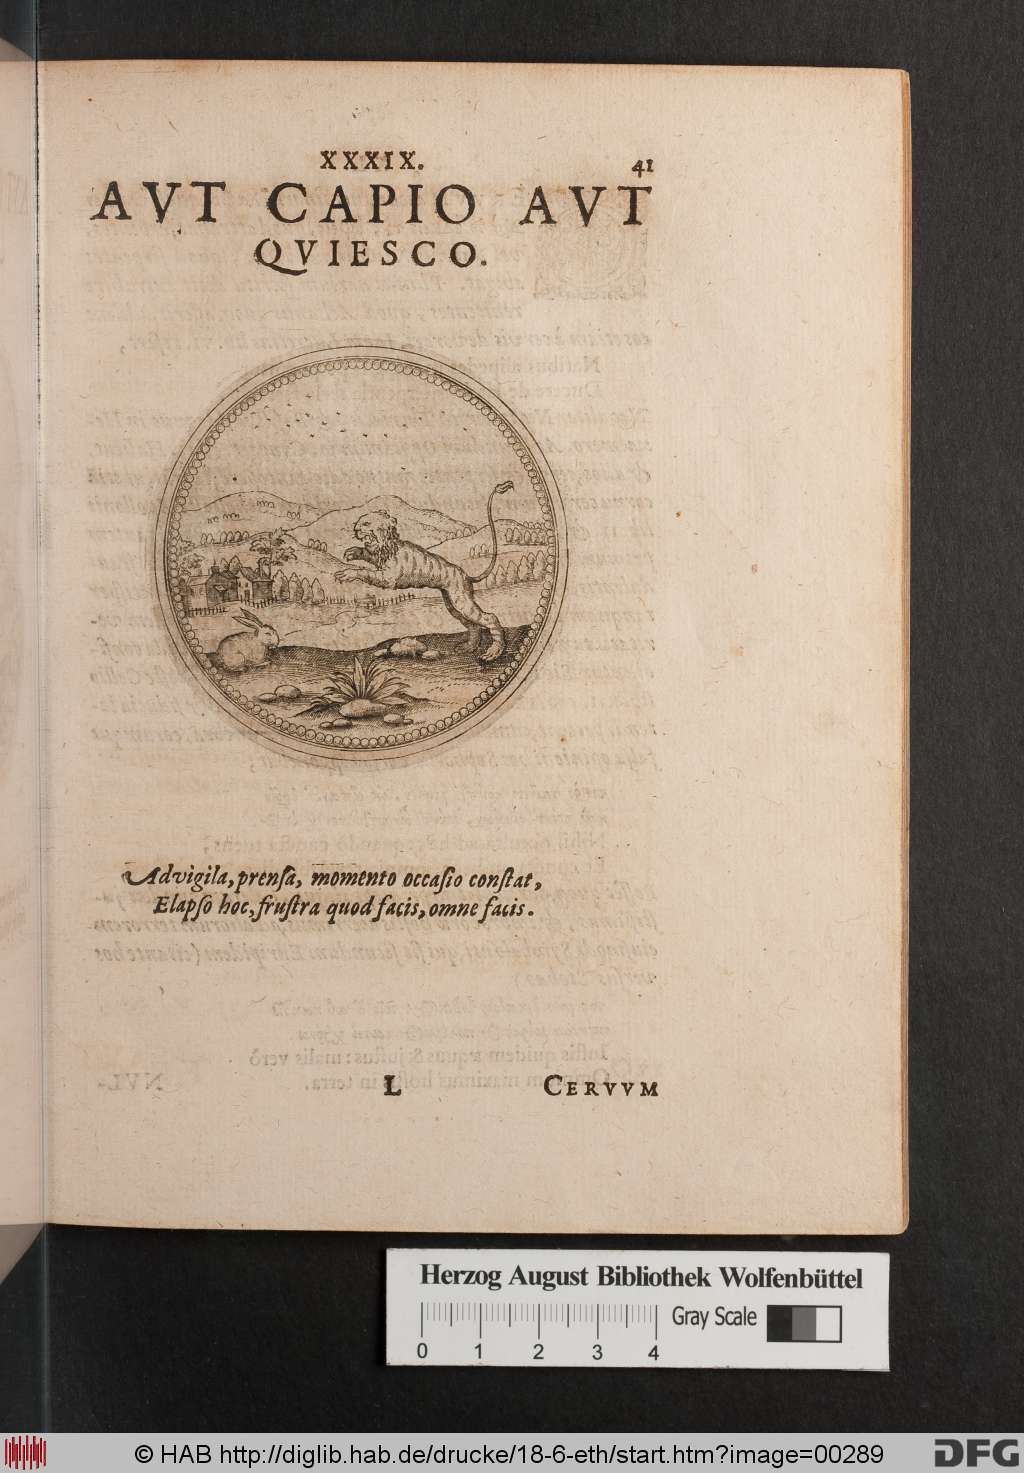 XXXIX.
41
AVT CAPIO AVT
QVIESCO.
Advigila, prensa, momento occasio constat,
Elapso hoc, frustra quod facis, omne facis.
L
CERVVM
Herzog August Bibliothek Wolfenbüttel
Gray Scale
0 1 2 3 4
© HAB http://diglib.hab.de/drucke/18-6-eth/start.htm?image=00289
DFG